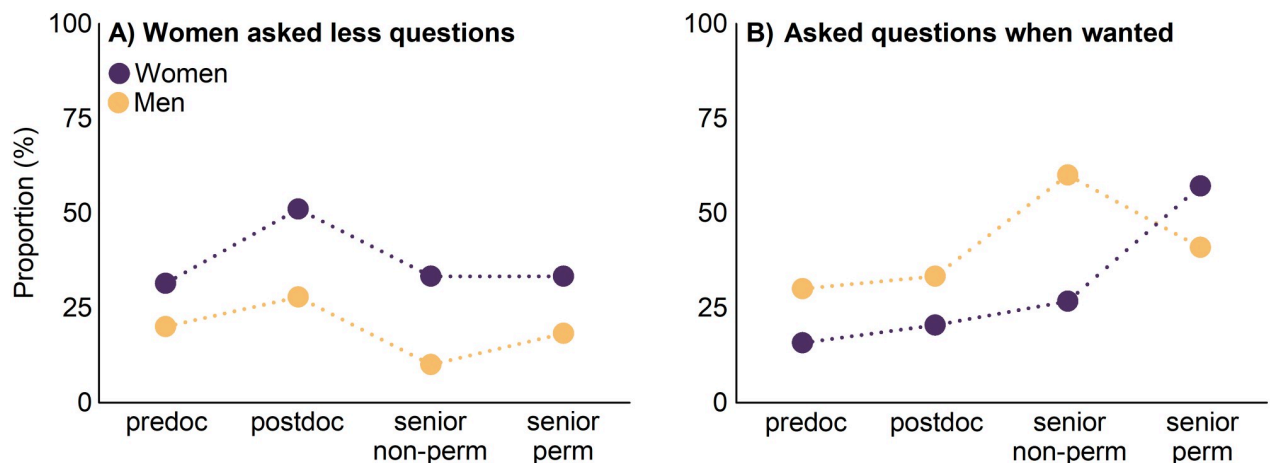 A) Women asked less questions
Women
Men
Proportion (%)
100
75
50
25
0
predoc
postdoc
senior
non-perm
senior
perm
B) Asked questions when wanted
100
75
50
25
0
predoc
postdoc
senior
non-perm
senior
perm